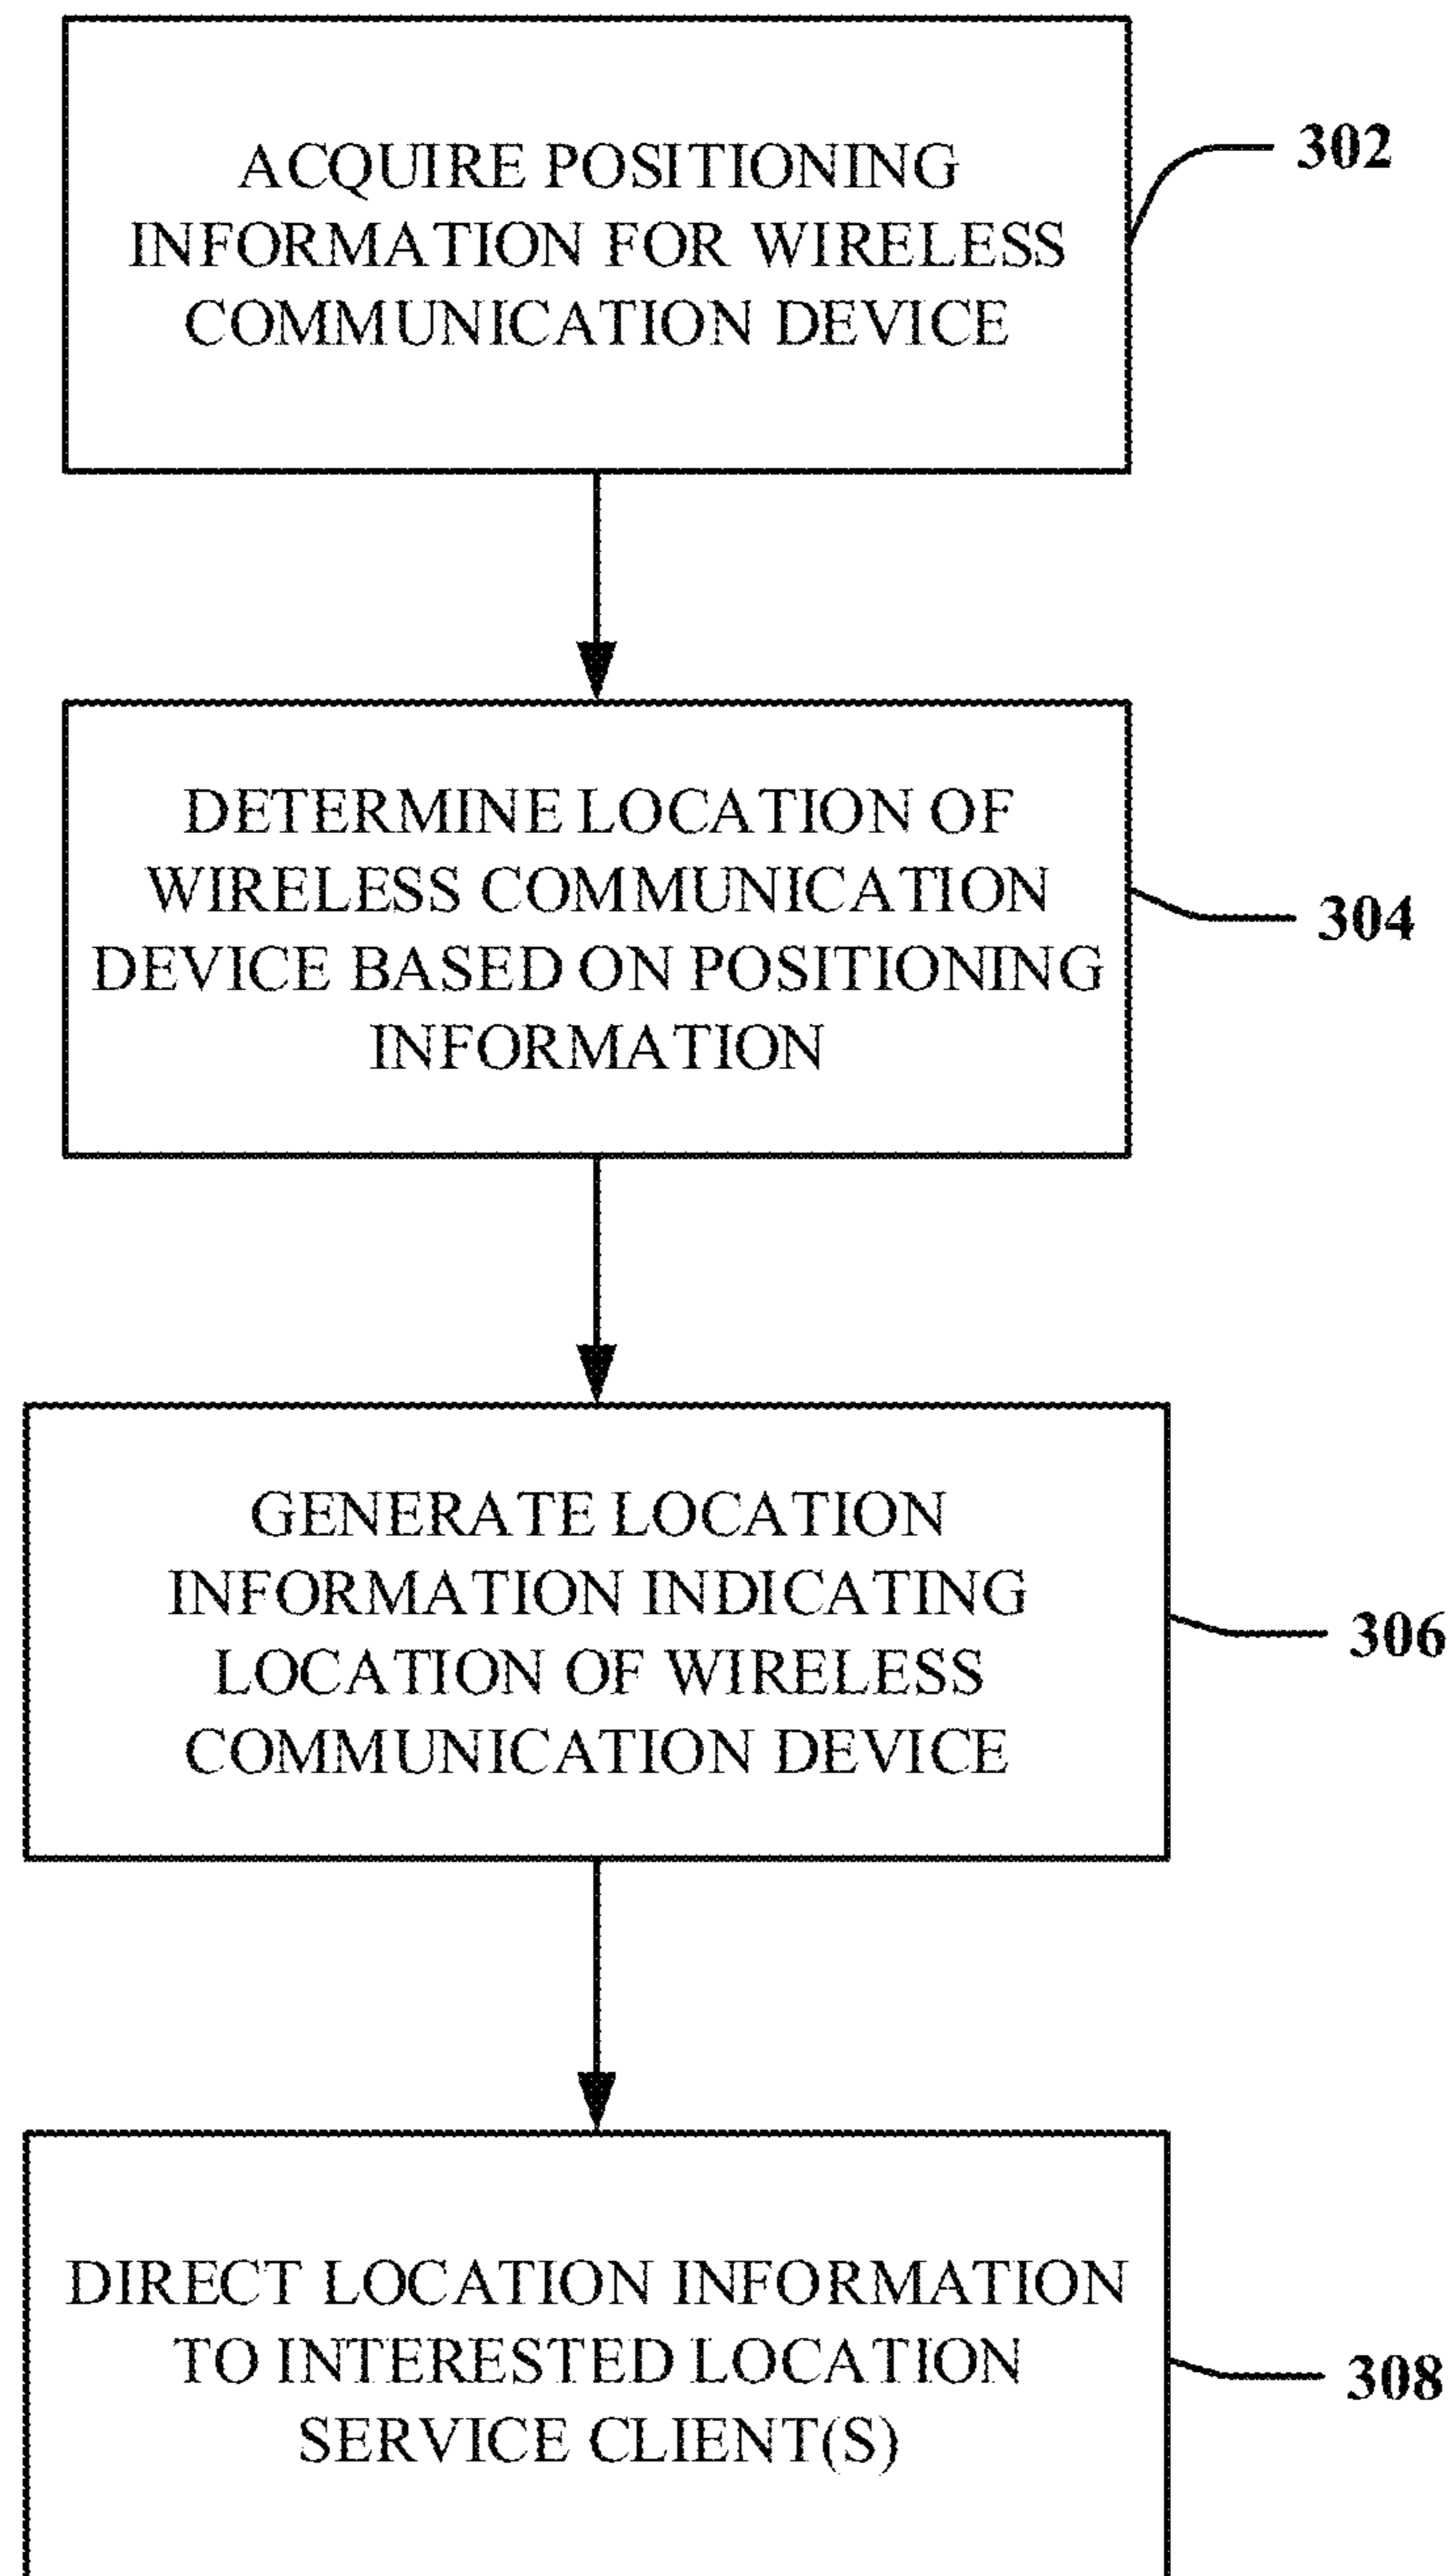 ACQUIRE POSITIONING
INFORMATION FOR WIRELESS
COMMUNICATION DEVICE
302
DETERMINE LOCATION OF
WIRELESS COMMUNICATION
DEVICE BASED ON POSITIONING
INFORMATION
304
GENERATE LOCATION
INFORMATION INDICATING
LOCATION OF WIRELESS
COMMUNICATION DEVICE
306
DIRECT LOCATION INFORMATION
TO INTERESTED LOCATION
SERVICE CLIENT(S)
308